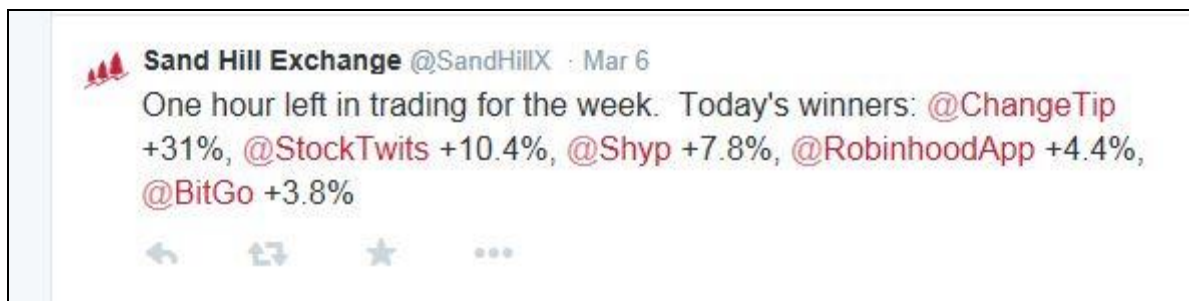 Sand Hill Exchange @SandHillX · Mar 6
One hour left in trading for the week.  Today's winners: @ChangeTip
+31%, @StockTwits +10.4%, @Shyp +7.8%, @RobinhoodApp +4.4%,
@BitGo +3.8%